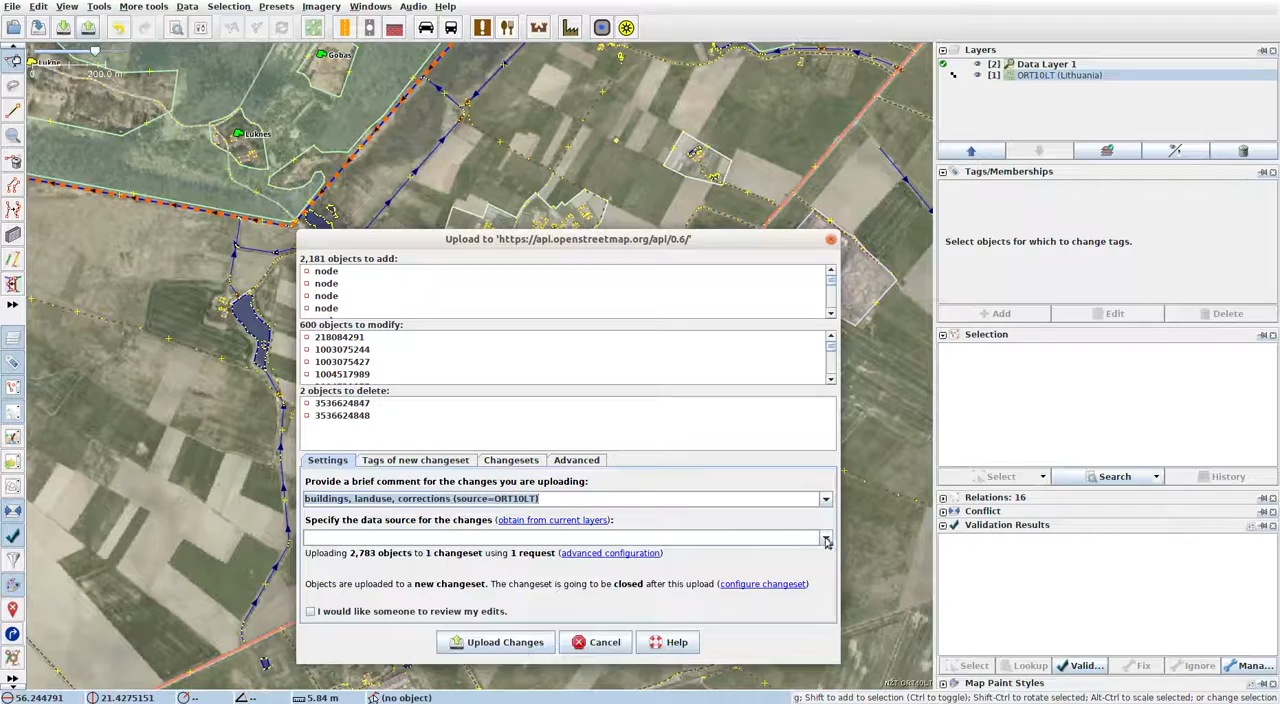 File Edit View Tools More tools Data Selection Presets Imagery Windows Audio Help
Gobas
Lukne
0 200.0 m
Luknes
Layers
[2] Data Layer 1
[1] ORT10LT (Lithuania)
Tags/Memberships
Select objects for which to change tags.
Add Edit Delete
Selection
Select Search History
Relations: 16
Conflict
Validation Results
Select Lookup Valid... Fix Ignore Mana...
Map Paint Styles
Upload to 'https://api.openstreetmap.org/api/0.6/'
2,181 objects to add:
node
node
node
node
600 objects to modify:
218084291
1003075244
1003075427
1004517989
2 objects to delete:
3536624847
3536624848
Settings Tags of new changeset Changesets Advanced
Provide a brief comment for the changes you are uploading:
buildings, landuse, corrections (source=ORT10LT)
Specify the data source for the changes (obtain from current layers):
Uploading 2,783 objects to 1 changeset using 1 request (advanced configuration)
Objects are uploaded to a new changeset. The changeset is going to be closed after this upload (configure changeset)
I would like someone to review my edits.
Upload Changes Cancel Help
NŽT ORT10LT
56.244791 21.4275151 -- -- 5.84 m (no object)
g; Shift to add to selection (Ctrl to toggle); Shift-Ctrl to rotate selected; Alt-Ctrl to scale selected; or change selection